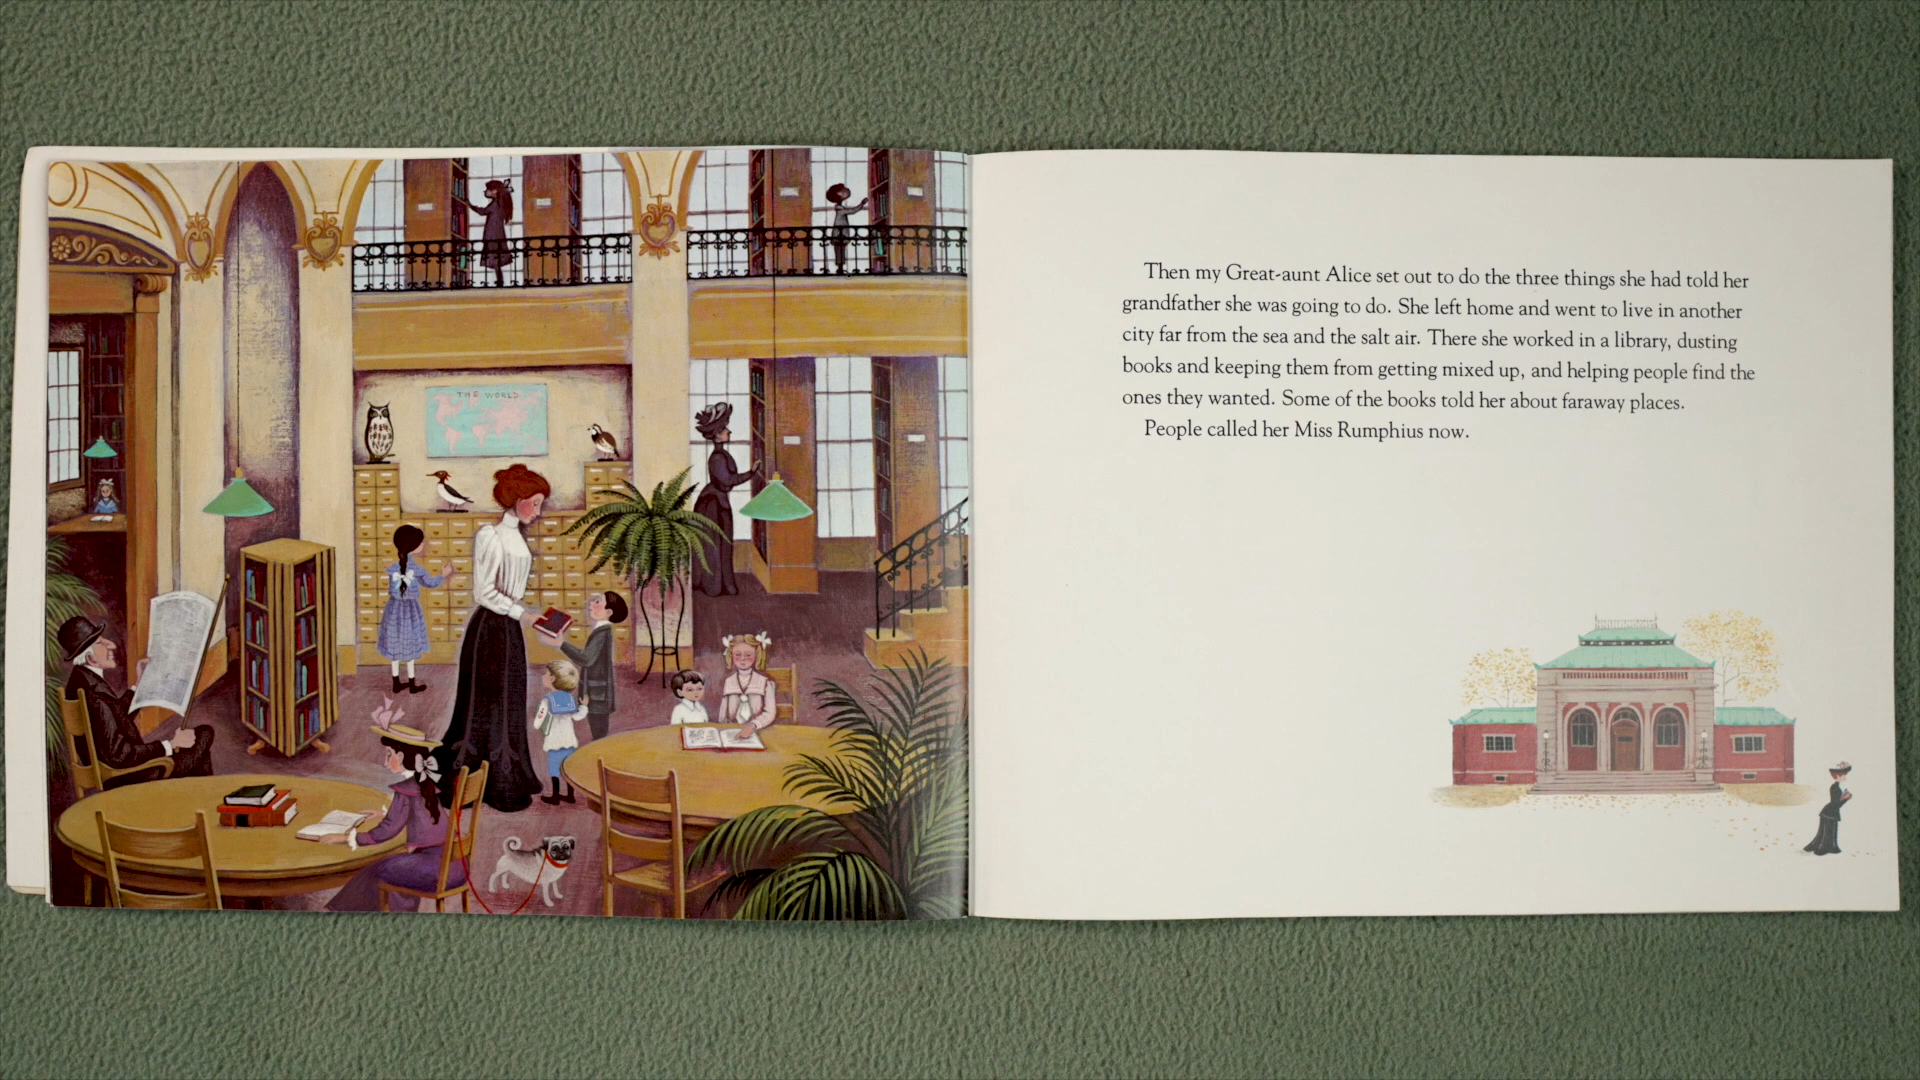 THE WORLD
Then my Great-aunt Alice set out to do the three things she had told her
grandfather she was going to do. She left home and went to live in another
city far from the sea and the salt air. There she worked in a library, dusting
books and keeping them from getting mixed up, and helping people find the
ones they wanted. Some of the books told her about faraway places.
People called her Miss Rumphius now.